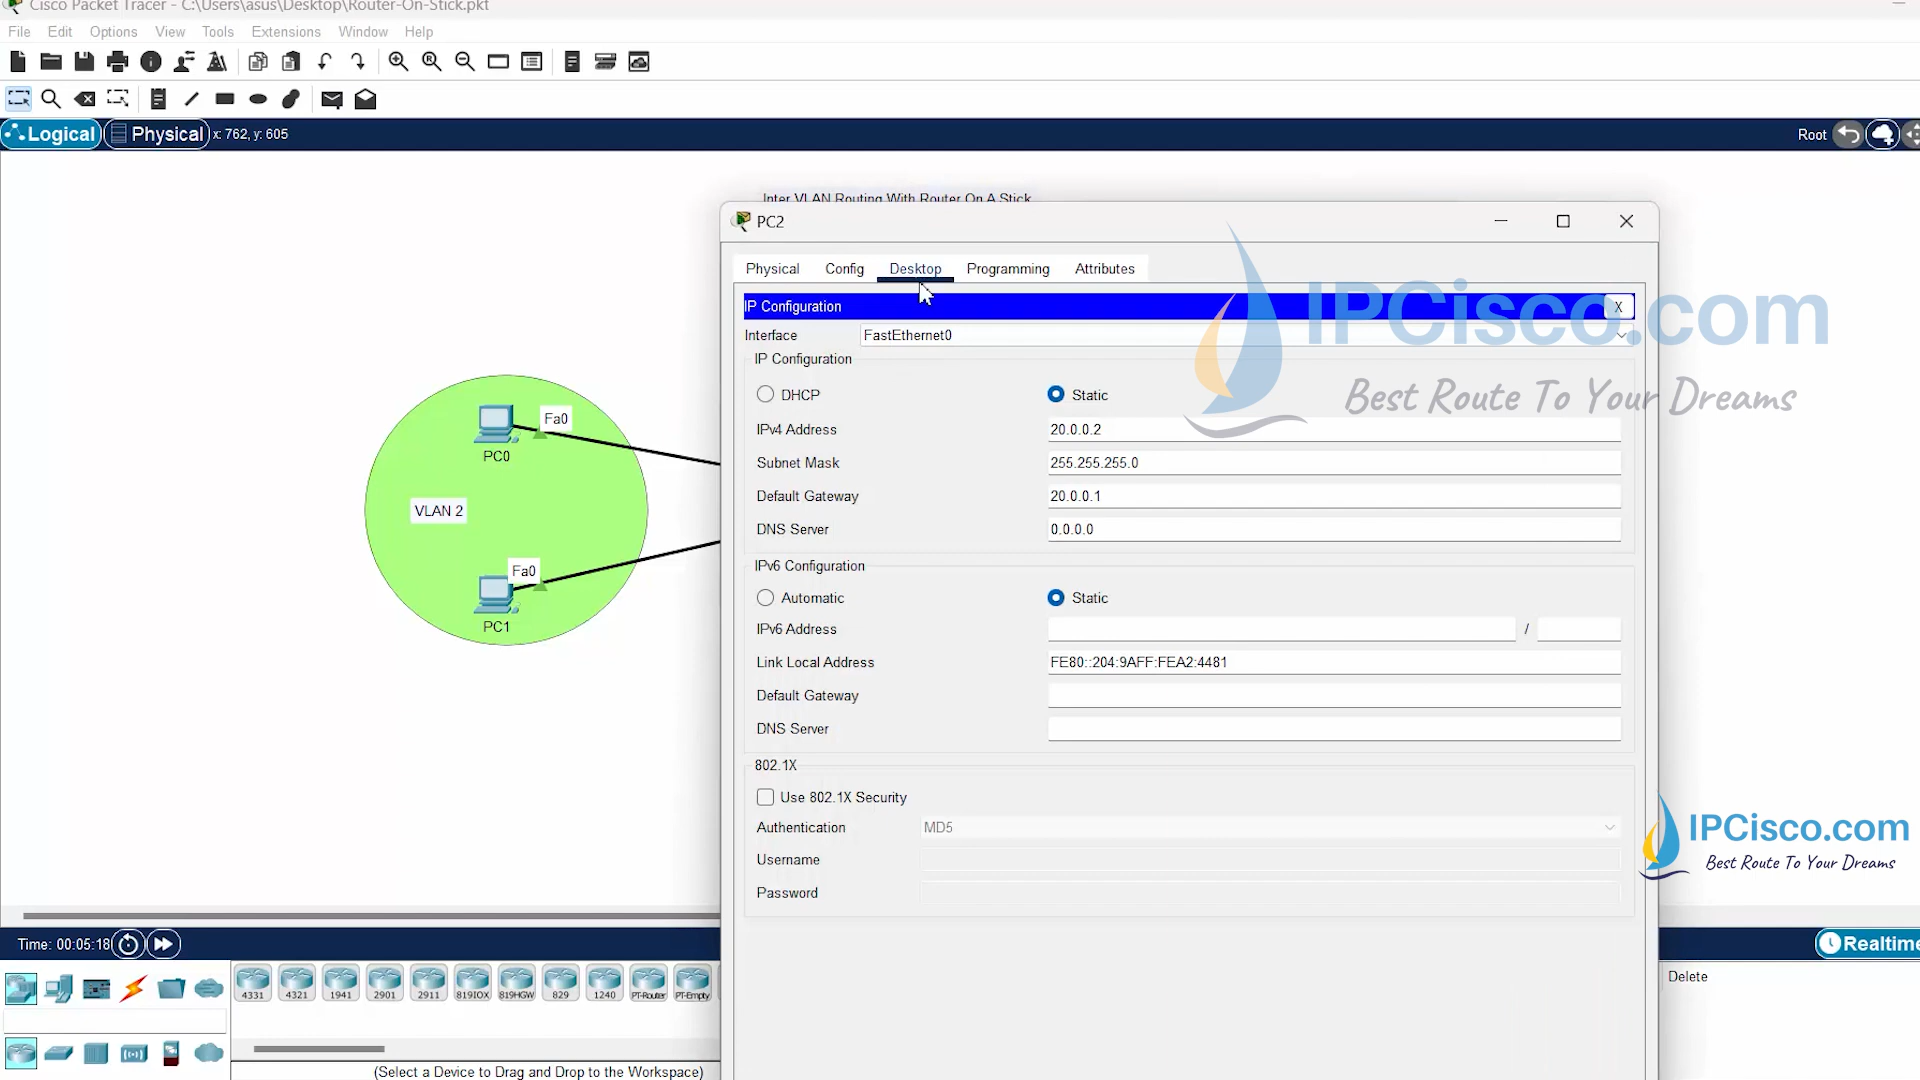 Cisco Packet Tracer - C:\Users\asus\Desktop\Router-On-Stick.pkt
File Edit Options View Tools Extensions Window Help
Logical Physical x: 762, y: 605 Root
Inter VLAN Routing With Router On A Stick
PC2
Physical Config Desktop Programming Attributes
IP Configuration X
Interface FastEthernet0
IP Configuration
DHCP Static
IPv4 Address 20.0.0.2
Subnet Mask 255.255.255.0
Default Gateway 20.0.0.1
DNS Server 0.0.0.0
IPv6 Configuration
Automatic Static
IPv6 Address /
Link Local Address FE80::204:9AFF:FEA2:4481
Default Gateway
DNS Server
802.1X
Use 802.1X Security
Authentication MD5
Username
Password
IPCisco.com
Best Route To Your Dreams
Fa0
PC0
VLAN 2
Fa0
PC1
IPCisco.com
Best Route To Your Dreams
Time: 00:05:18 Realtime
4331 4321 1941 2901 2911 819IOX 819HGW 829 1240 PT-Router PT-Empty
Delete
(Select a Device to Drag and Drop to the Workspace)